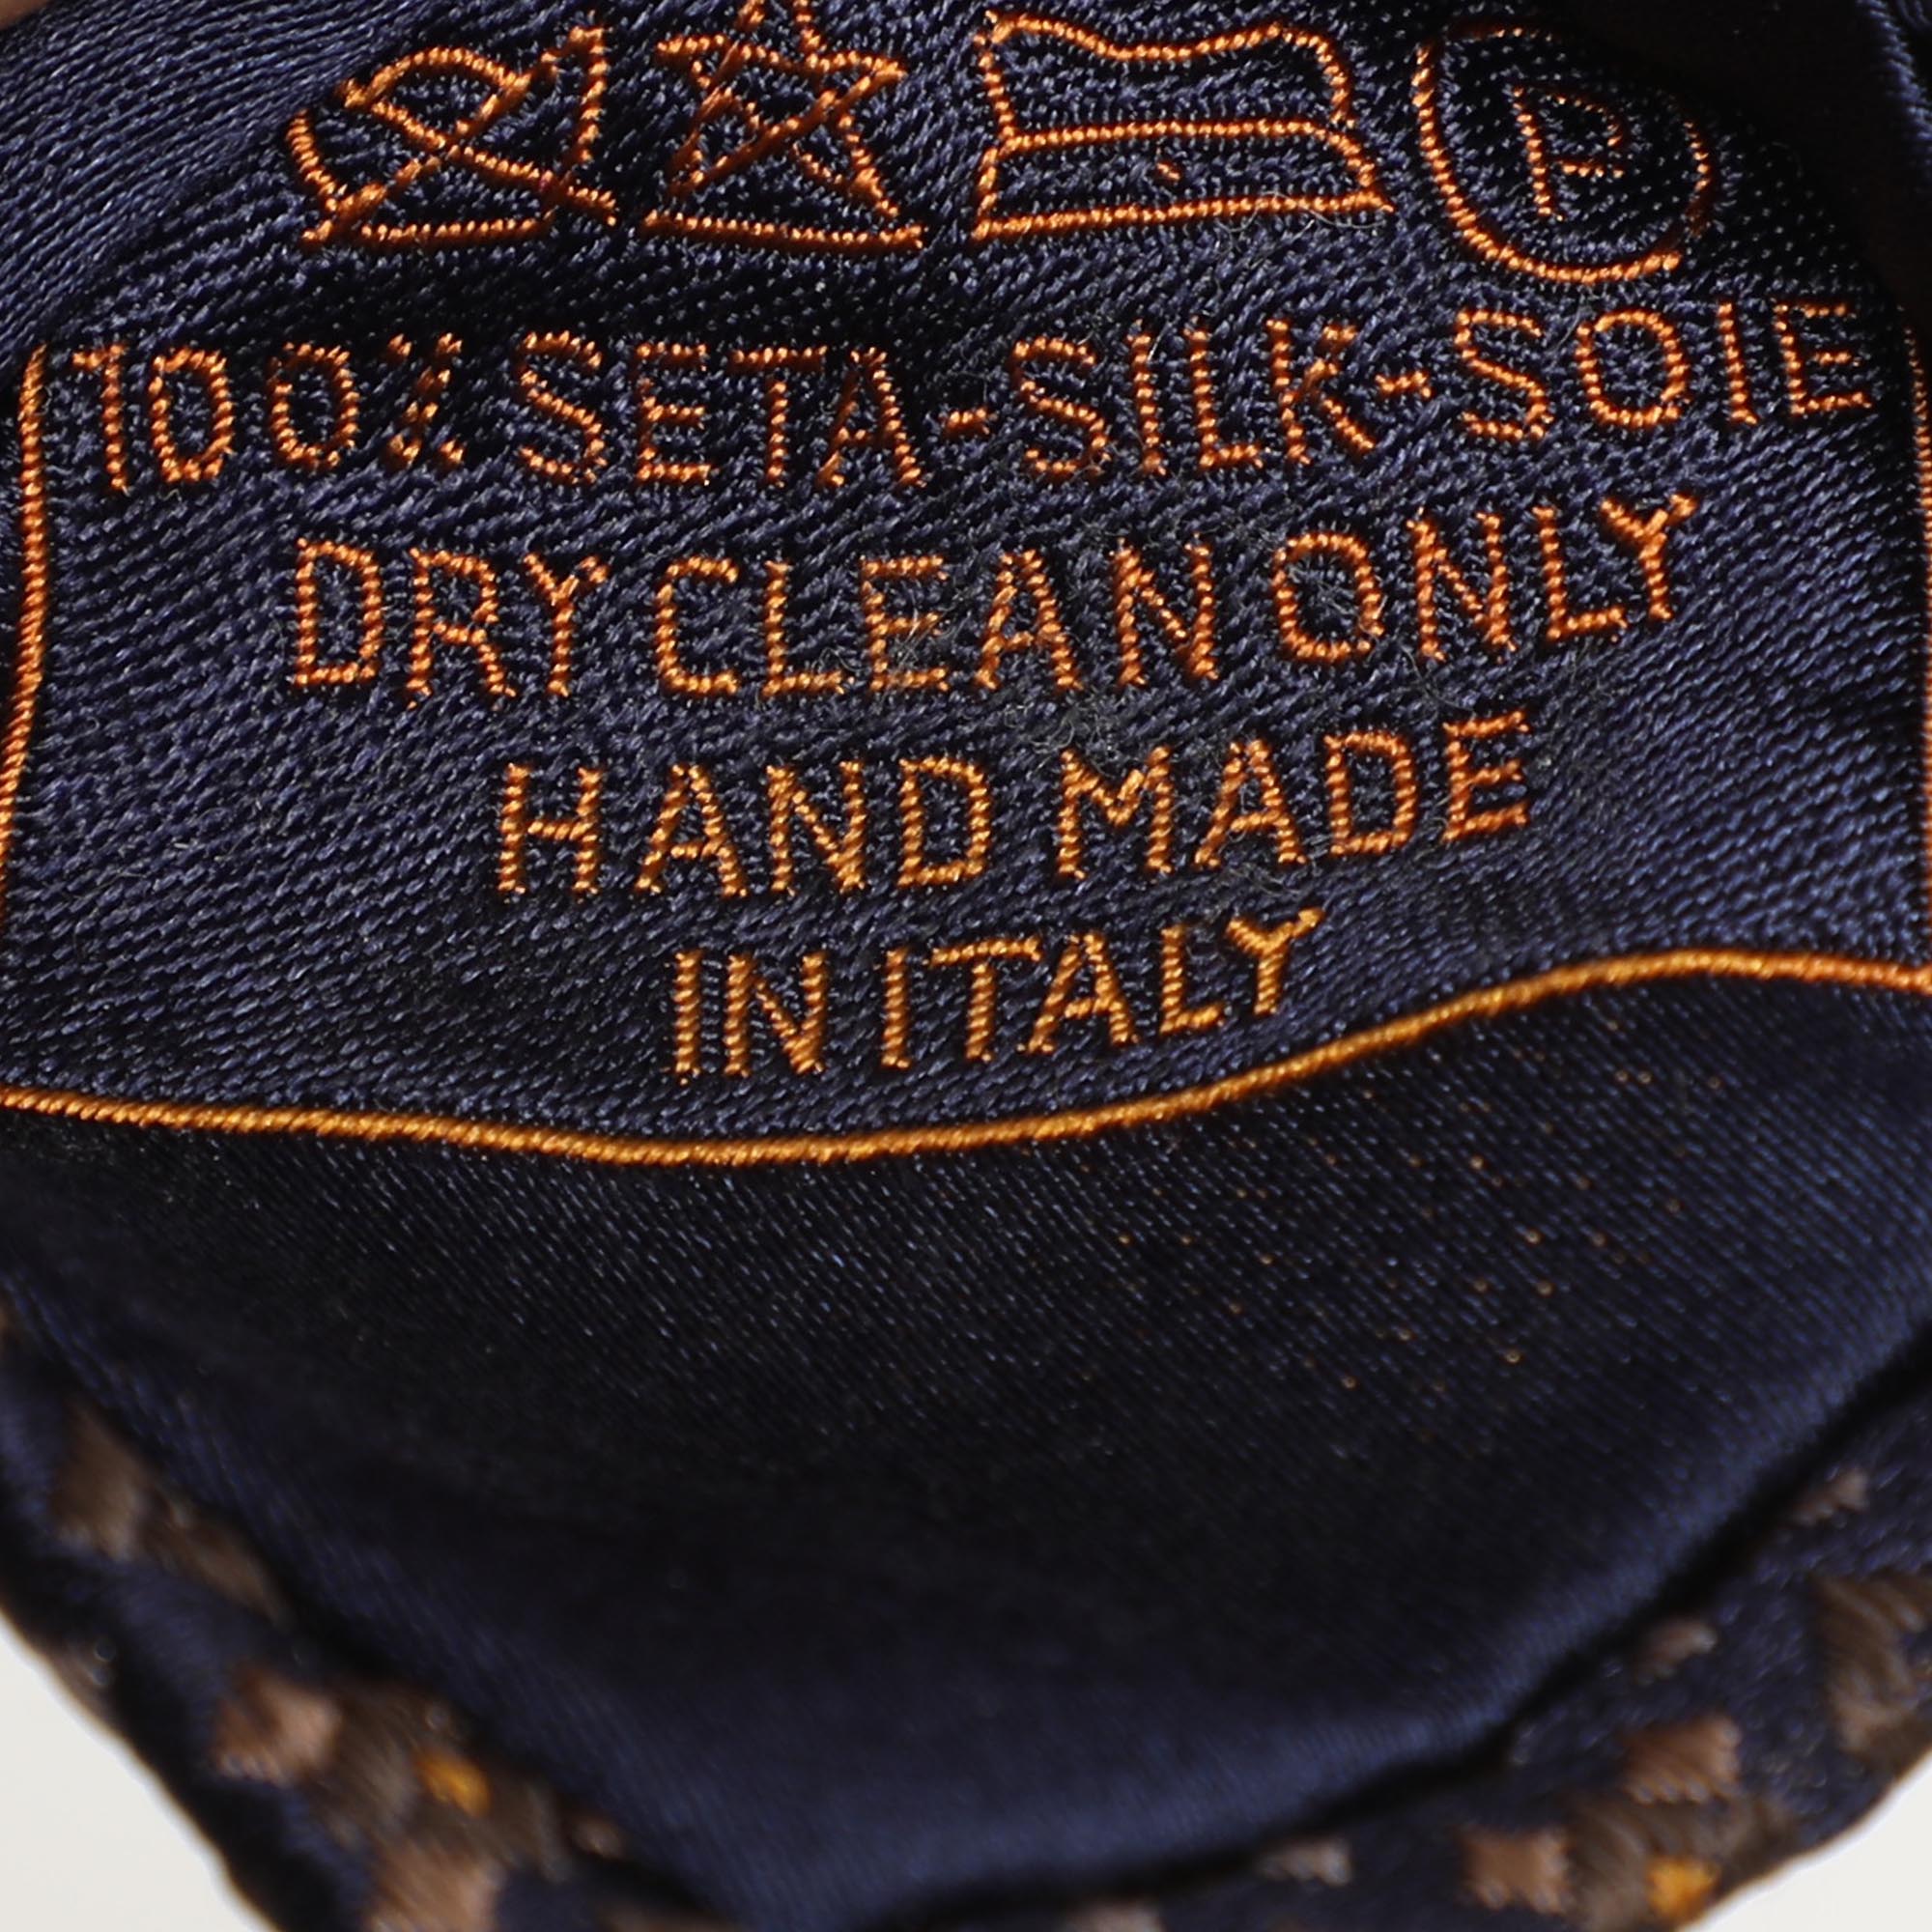 P
100% SETA-SILK-SOIE
DRY CLEAN ONLY
HAND MADE
IN ITALY